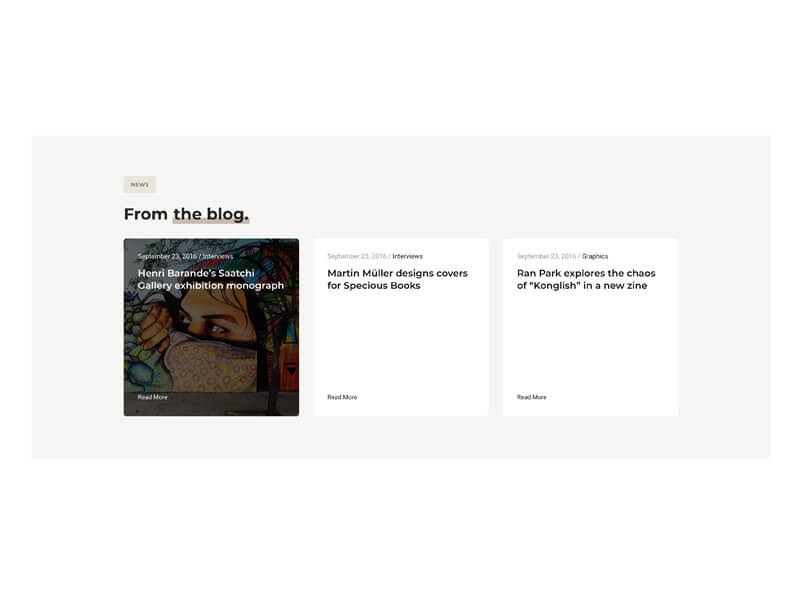 NEWS
From the blog.
September 23, 2016 / Interviews
Henri Barande’s Saatchi
Gallery exhibition monograph
Read More
September 23, 2016 / Interviews
Martin Müller designs covers
for Specious Books
Read More
September 23, 2016 / Graphics
Ran Park explores the chaos
of “Konglish” in a new zine
Read More